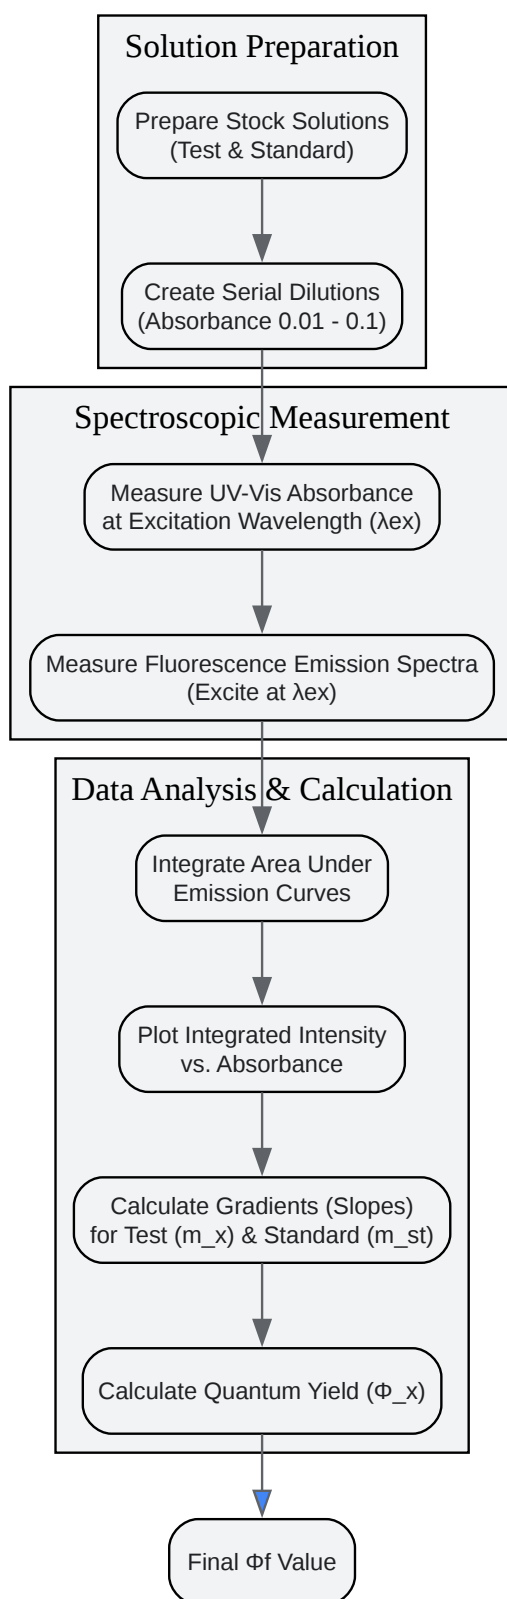 Solution Preparation
Prepare Stock Solutions
(Test & Standard)
Create Serial Dilutions
(Absorbance 0.01 - 0.1)
Spectroscopic Measurement
Measure UV-Vis Absorbance
at Excitation Wavelength (λex)
Measure Fluorescence Emission Spectra
(Excite at λex)
Data Analysis & Calculation
Integrate Area Under
Emission Curves
Plot Integrated Intensity
vs. Absorbance
Calculate Gradients (Slopes)
for Test (m_x) & Standard (m_st)
Calculate Quantum Yield (Φ_x)
Final Φf Value